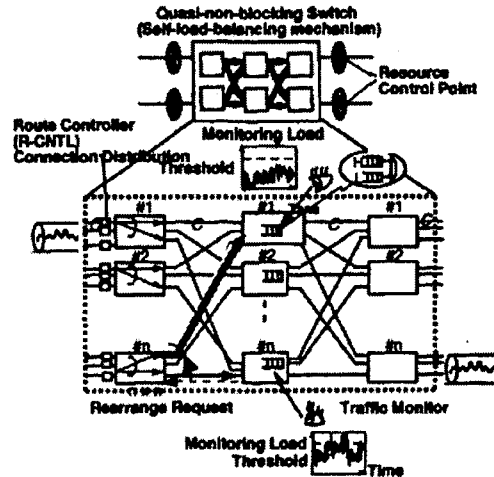 Quasi-non-blocking Switch
(Self-load-balancing mechanism)
Resource
Control Point
Route Controller
(R-CNTL)
Connection Distribution
Monitoring Load
Threshold
#1
#1
#1
#2
#2
#2
#n
#n
#n
Rearrange Request
Traffic Monitor
Monitoring Load
Threshold
Time